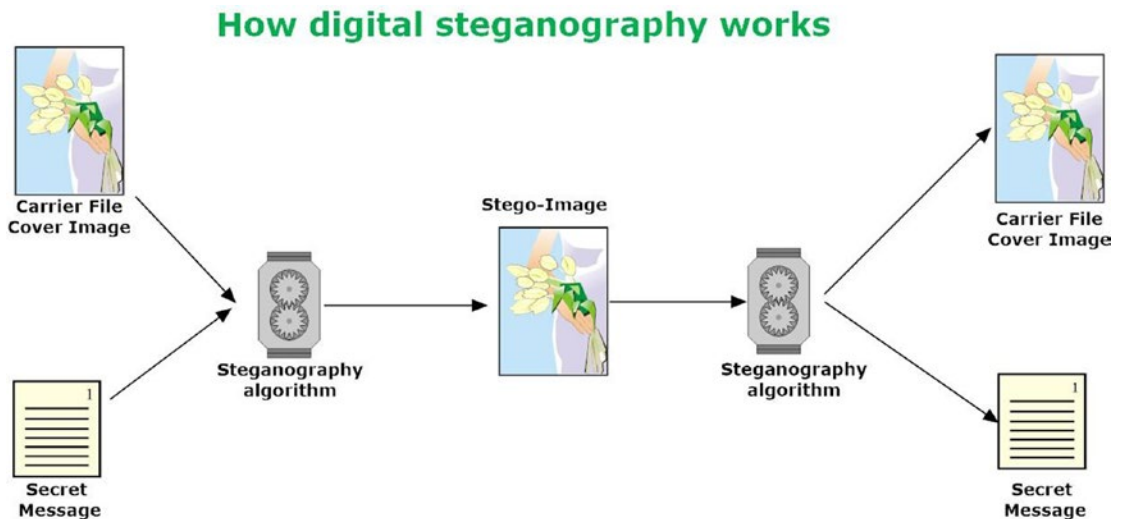 How digital steganography works
Carrier File
Cover Image
1
Secret
Message
Steganography
algorithm
Stego-Image
Steganography
algorithm
Carrier File
Cover Image
1
Secret
Message